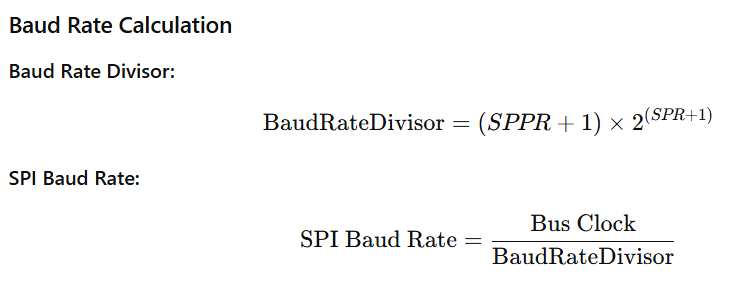 Baud Rate Calculation
Baud Rate Divisor:
BaudRateDivisor = (SPPR + 1) × 2^(SPR+1)
SPI Baud Rate:
SPI Baud Rate = Bus Clock / BaudRateDivisor